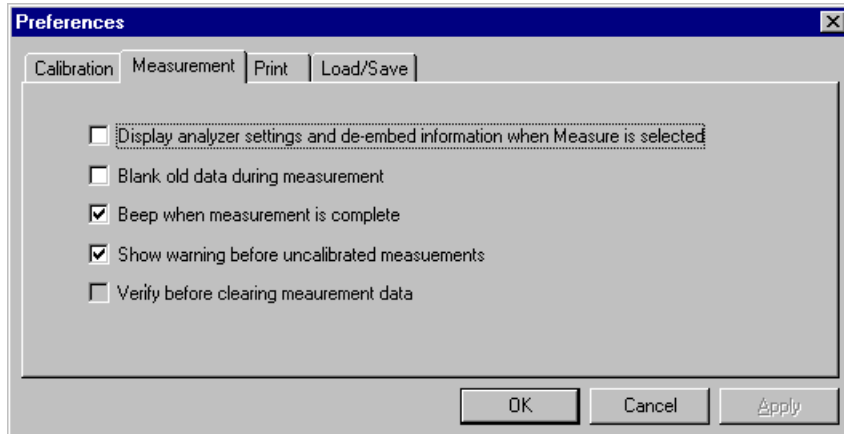 Preferences
Calibration Measurement Print Load/Save
Display analyzer settings and de-embed information when Measure is selected
Blank old data during measurement
Beep when measurement is complete
Show warning before uncalibrated measuements
Verify before clearing meaurement data
OK Cancel Apply